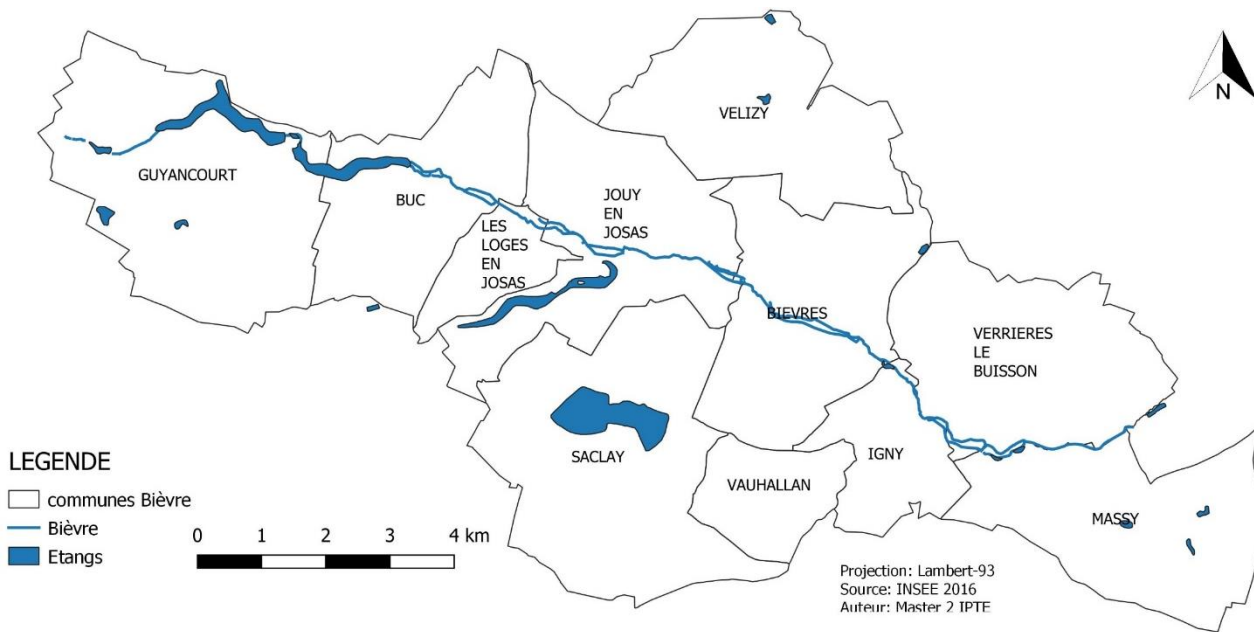 N
VELIZY
GUYANCOURT
BUC
JOUY
EN
JOSAS
LES
LOGES
EN
JOSAS
BIEVRES
VERRIERES
LE
BUISSON
SACLAY
IGNY
VAUHALLAN
MASSY
LEGENDE
communes Bièvre
Bièvre
Etangs
0 1 2 3 4 km
Projection: Lambert-93
Source: INSEE 2016
Auteur: Master 2 IPTE